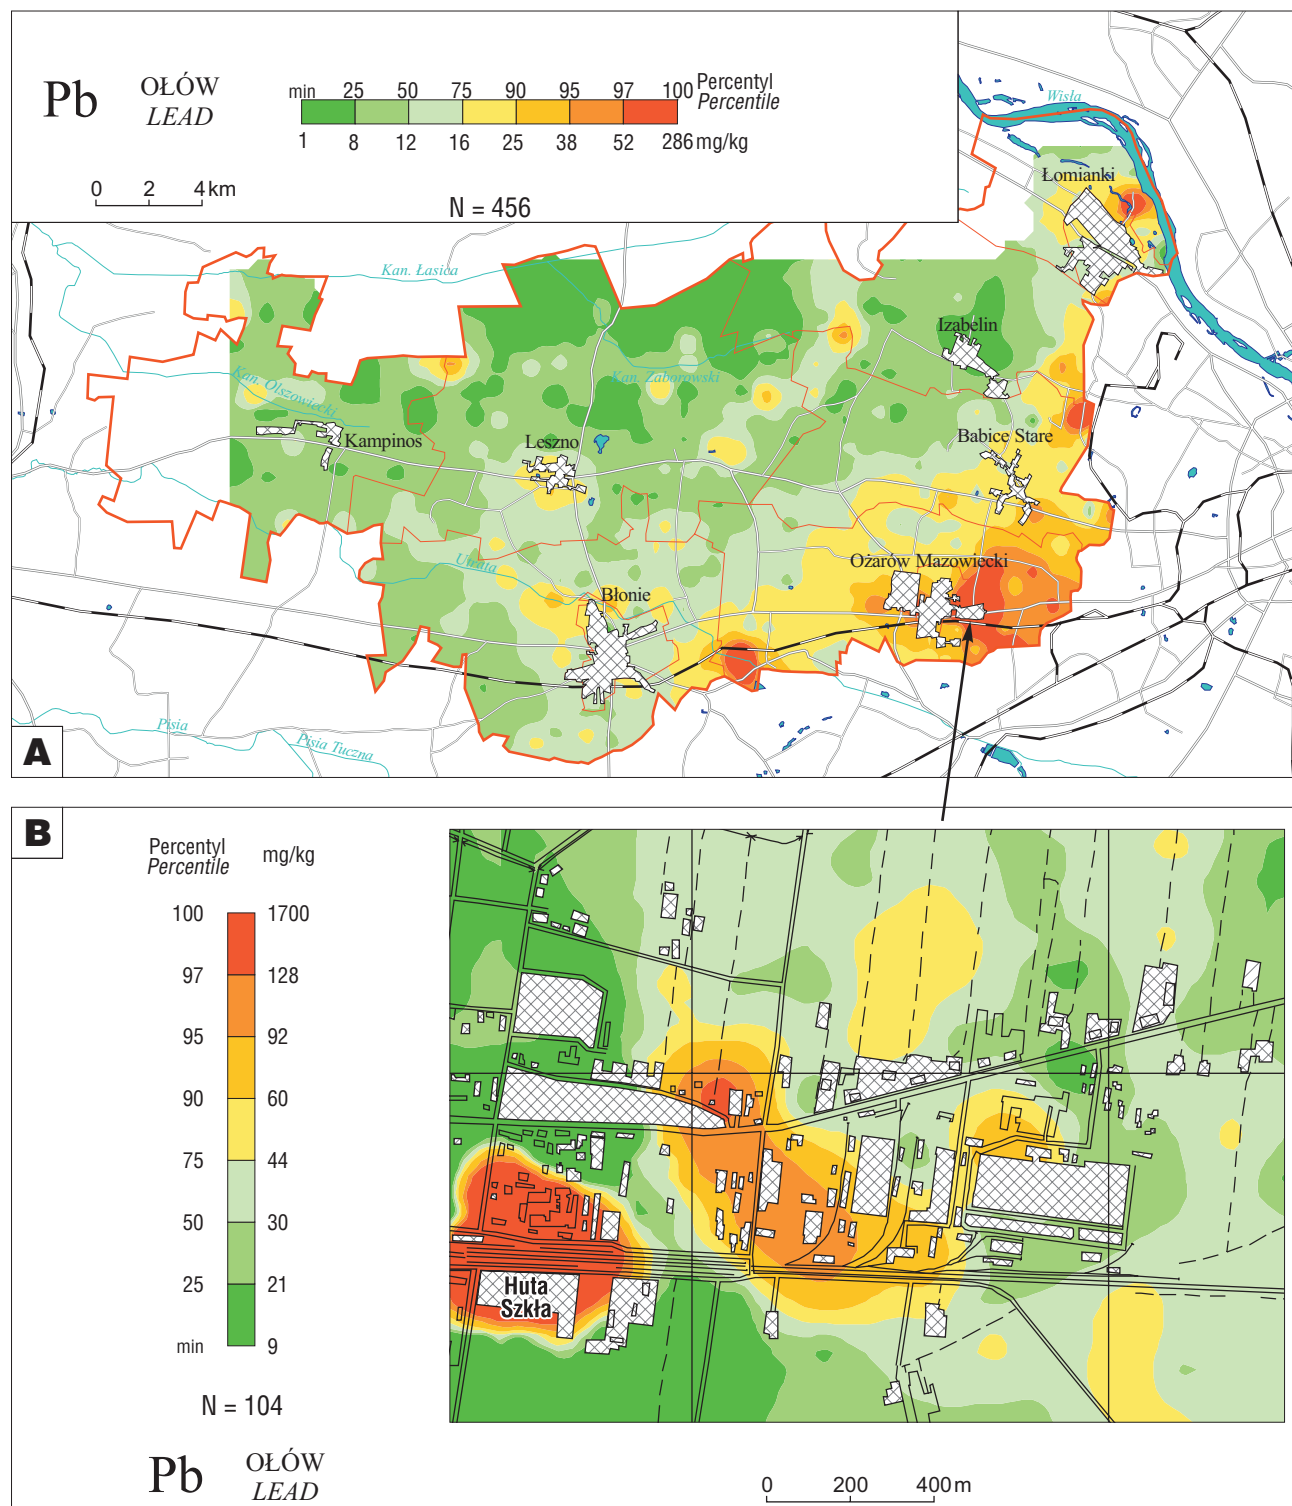 Pb
OŁÓW
LEAD
min 25 50 75 90 95 97 100
Percentyl
Percentile
1 8 12 16 25 38 52 286 mg/kg
0 2 4 km
N = 456
Wisła
Łomianki
Kan. Łasica
Izabelin
Kan. Zaborowski
Kan. Olszowiecki
Kampinos
Leszno
Babice Stare
Utrata
Ożarów Mazowiecki
Błonie
Pisia
Pisia Tuczna
A
B
Percentyl
Percentile
mg/kg
100 1700
97 128
95 92
90 60
75 44
50 30
25 21
min 9
N = 104
Pb
OŁÓW
LEAD
Huta
Szkła
0 200 400 m